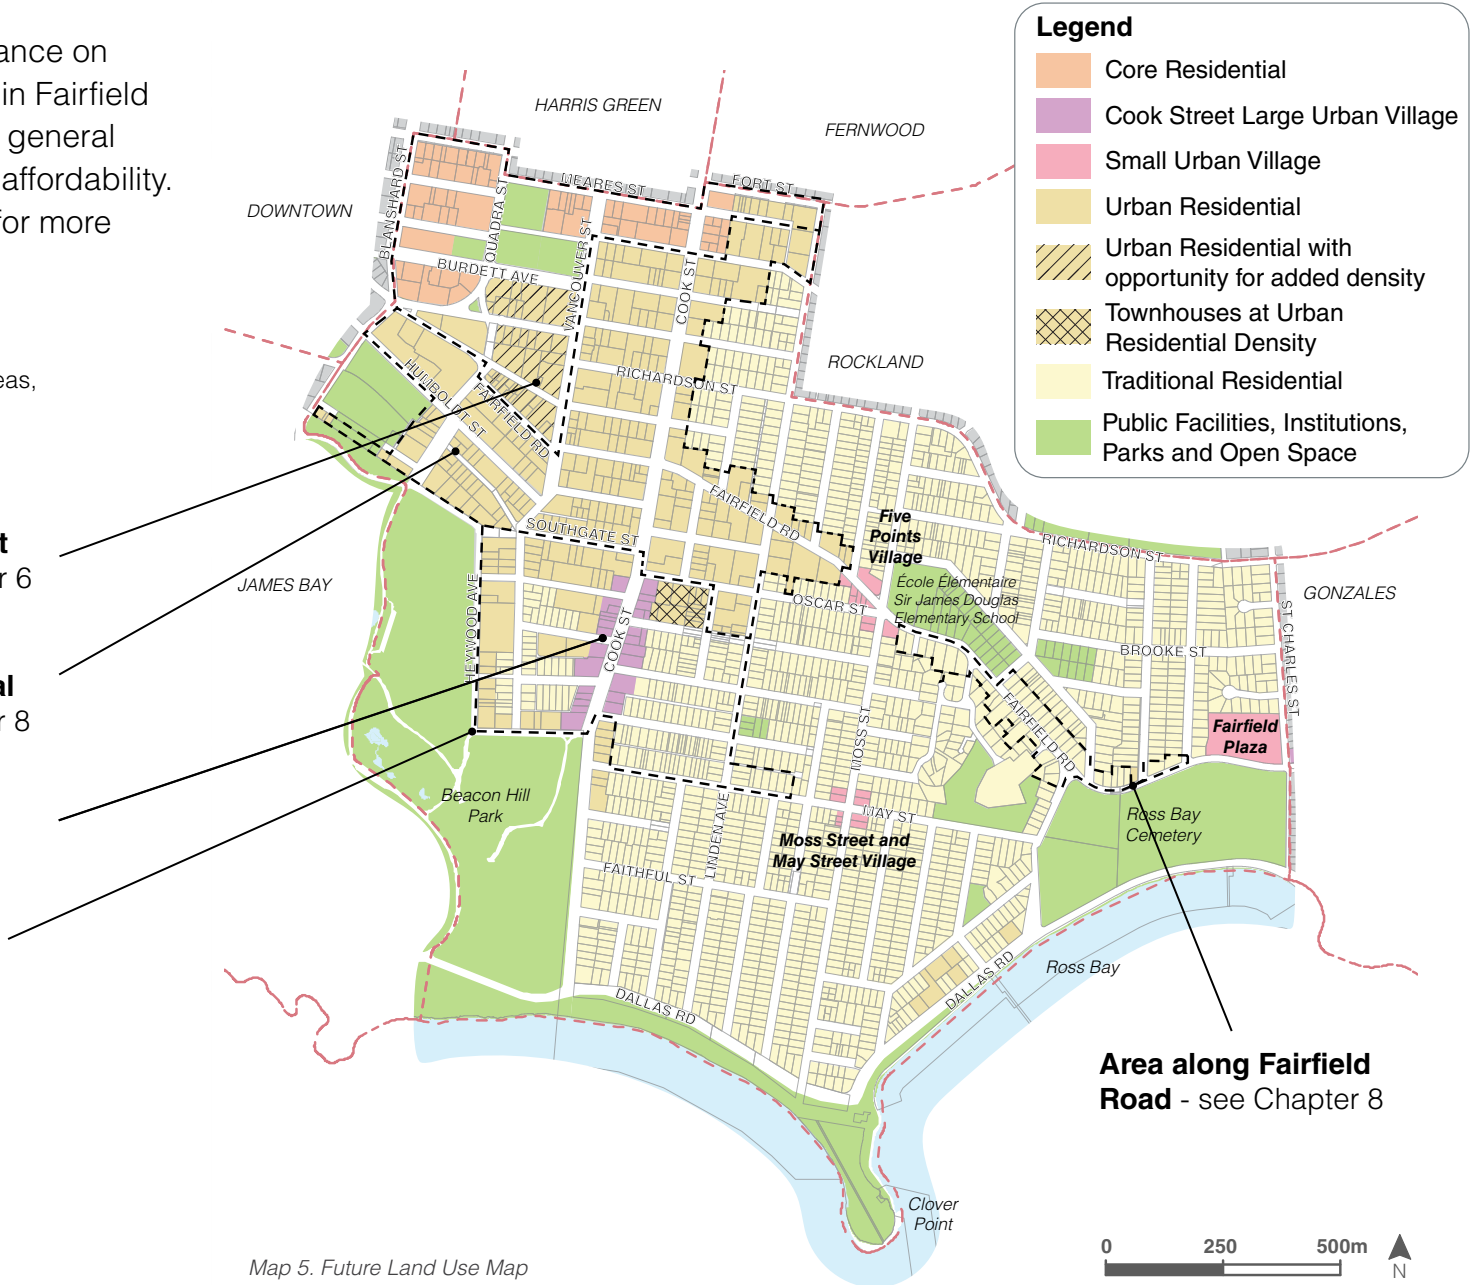 ance on
in Fairfield
general
affordability.
for more
eas,
t
r 6
al
r 8
Legend
Core Residential
Cook Street Large Urban Village
Small Urban Village
Urban Residential
Urban Residential with
opportunity for added density
Townhouses at Urban
Residential Density
Traditional Residential
Public Facilities, Institutions,
Parks and Open Space
HARRIS GREEN
FERNWOOD
DOWNTOWN
ROCKLAND
JAMES BAY
GONZALES
BLANSHARD ST
QUADRA ST
MEARES ST
FORT ST
BURDETT AVE
VANCOUVER ST
COOK ST
RICHARDSON ST
HUMBOLDT ST
FAIRFIELD RD
FAIRFIELD RD
SOUTHGATE ST
Five
Points
Village
OSCAR ST
École Élémentaire
Sir James Douglas
Elementary School
RICHARDSON ST
HEYWOOD AVE
COOK ST
BROOKE ST
ST CHARLES ST
FAIRFIELD RD
Fairfield
Plaza
MOSS ST
Beacon Hill
Park
MAY ST
Moss Street and
May Street Village
Ross Bay
Cemetery
LINDEN AVE
FAITHFUL ST
DALLAS RD
DALLAS RD
Ross Bay
Area along Fairfield
Road - see Chapter 8
Clover
Point
Map 5. Future Land Use Map
0 250 500m
N